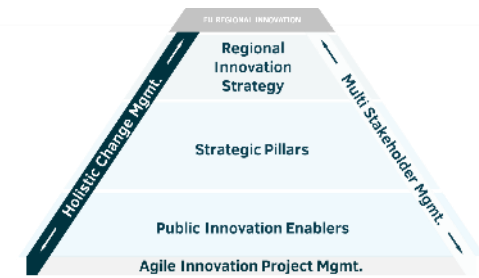 EU REGIONAL INNOVATION
Regional
Innovation
Strategy
Holistic Change Mgmt.
Multi Stakeholder Mgmt.
Strategic Pillars
Public Innovation Enablers
Agile Innovation Project Mgmt.